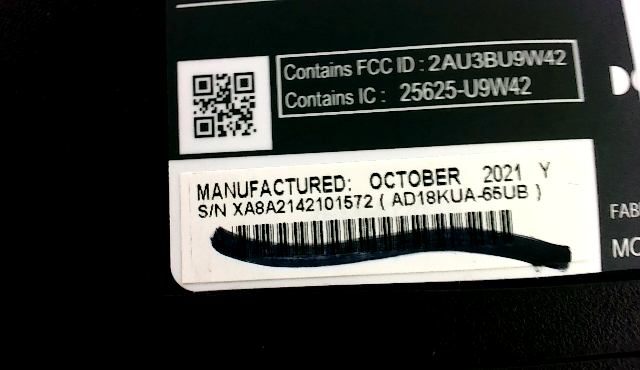 Contains FCC ID : 2AU3BU9W42
Contains IC : 25625-U9W42
MANUFACTURED: OCTOBER 2021 Y
S/N XA8A2142101572 ( AD18KUA-65UB )